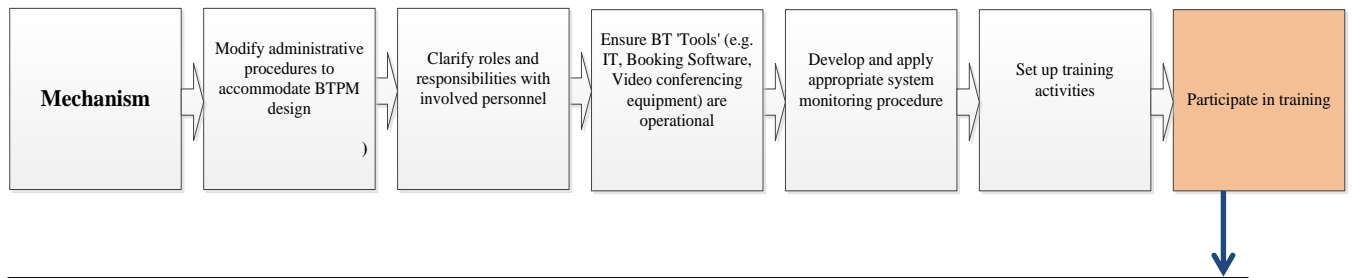 Mechanism
Modify administrative
procedures to
accommodate BTPM
design
)
Clarify roles and
responsibilities with
involved personnel
Ensure BT 'Tools' (e.g.
IT, Booking Software,
Video conferencing
equipment) are
operational
Develop and apply
appropriate system
monitoring procedure
Set up training
activities
Participate in training